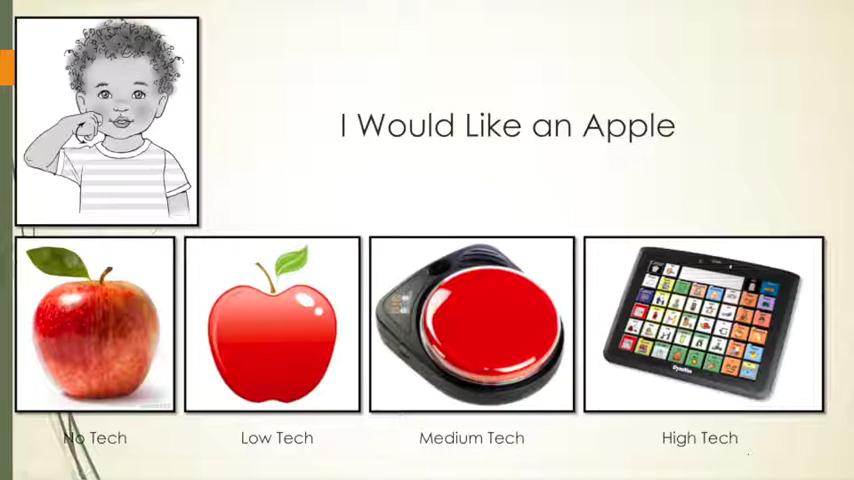 I Would Like an Apple
No Tech
Low Tech
Medium Tech
High Tech